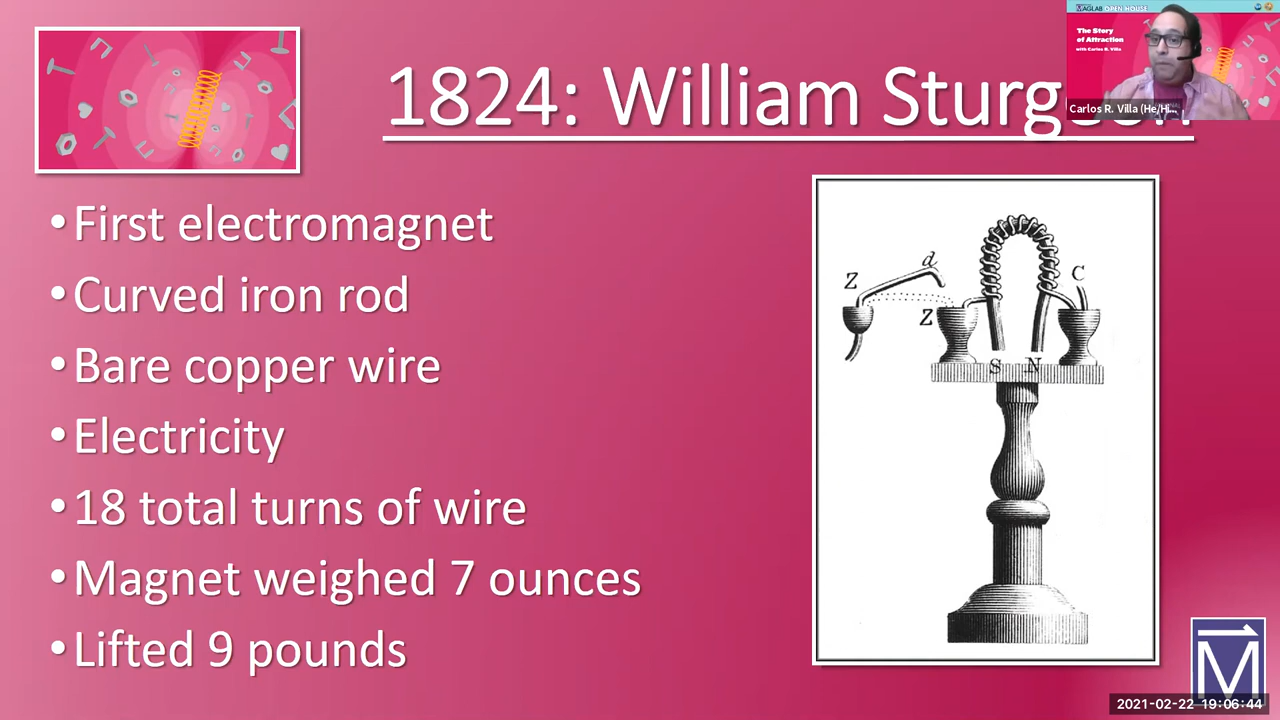 MAGLAB OPEN HOUSE
The Story
of Attraction
with Carlos R. Villa
Carlos R. Villa (He/Hi...
1824: William Sturg
• First electromagnet
• Curved iron rod
• Bare copper wire
• Electricity
• 18 total turns of wire
• Magnet weighed 7 ounces
• Lifted 9 pounds
d
Z
C
Z
S N
M
2021-02-22 19:06:44